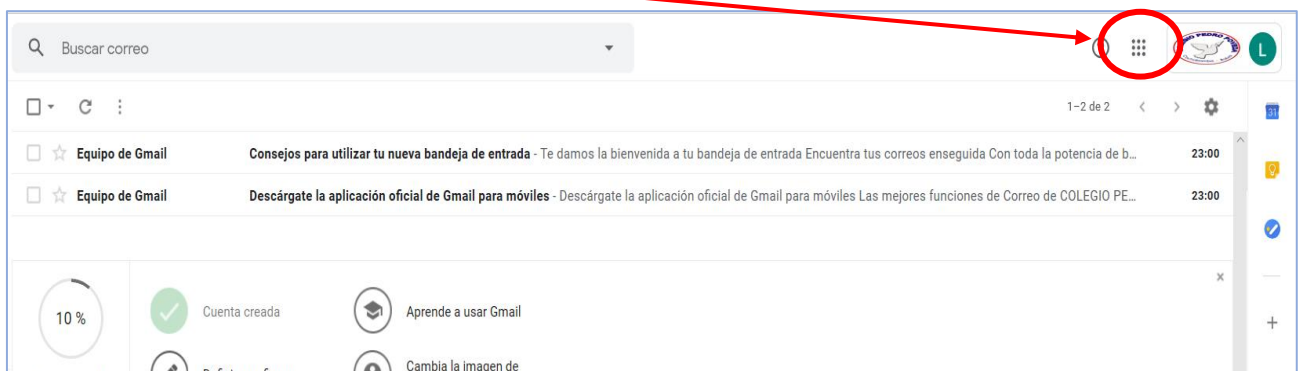 Buscar correo
L
1–2 de 2
31
Equipo de Gmail Consejos para utilizar tu nueva bandeja de entrada - Te damos la bienvenida a tu bandeja de entrada Encuentra tus correos enseguida Con toda la potencia de b... 23:00
Equipo de Gmail Descárgate la aplicación oficial de Gmail para móviles - Descárgate la aplicación oficial de Gmail para móviles Las mejores funciones de Correo de COLEGIO PE... 23:00
10 %
Cuenta creada
Aprende a usar Gmail
Cambia la imagen de